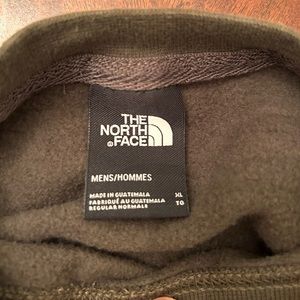 THE
NORTH
FACE
MENS/HOMMES
MADE IN GUATEMALA XL
FABRIQUÉ AU GUATEMALA TG
REGULAR NORMALE